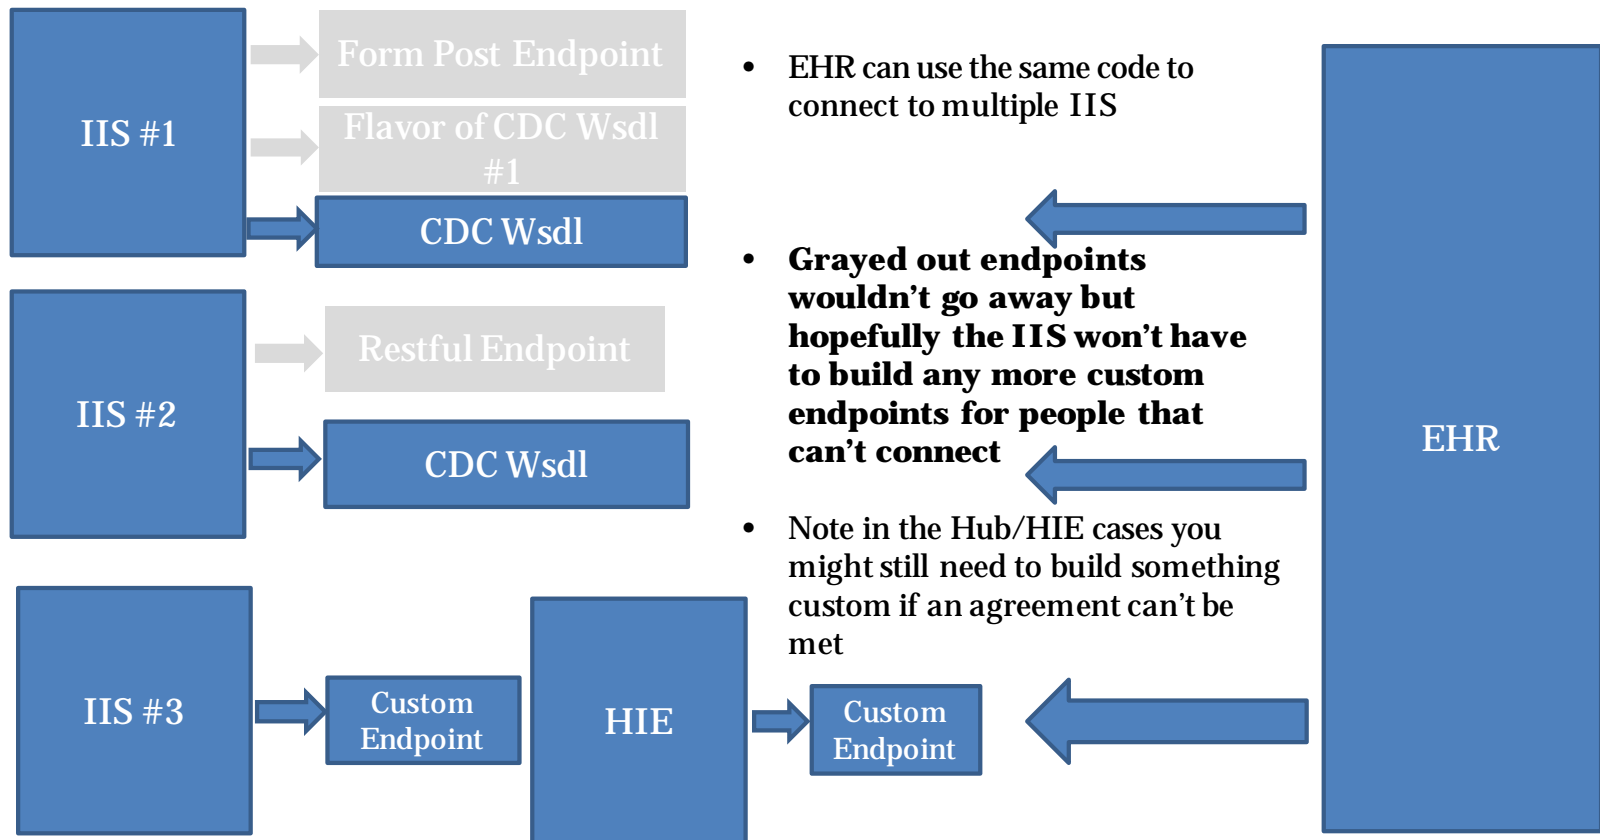 Form Post Endpoint
Flavor of CDC Wsdl
#1
IIS #1
CDC Wsdl
• EHR can use the same code to
connect to multiple IIS
• Grayed out endpoints
wouldn’t go away but
hopefully the IIS won’t have
to build any more custom
endpoints for people that
can’t connect
Restful Endpoint
IIS #2
CDC Wsdl
EHR
• Note in the Hub/HIE cases you
might still need to build something
custom if an agreement can’t be
met
IIS #3
Custom
Endpoint
HIE
Custom
Endpoint